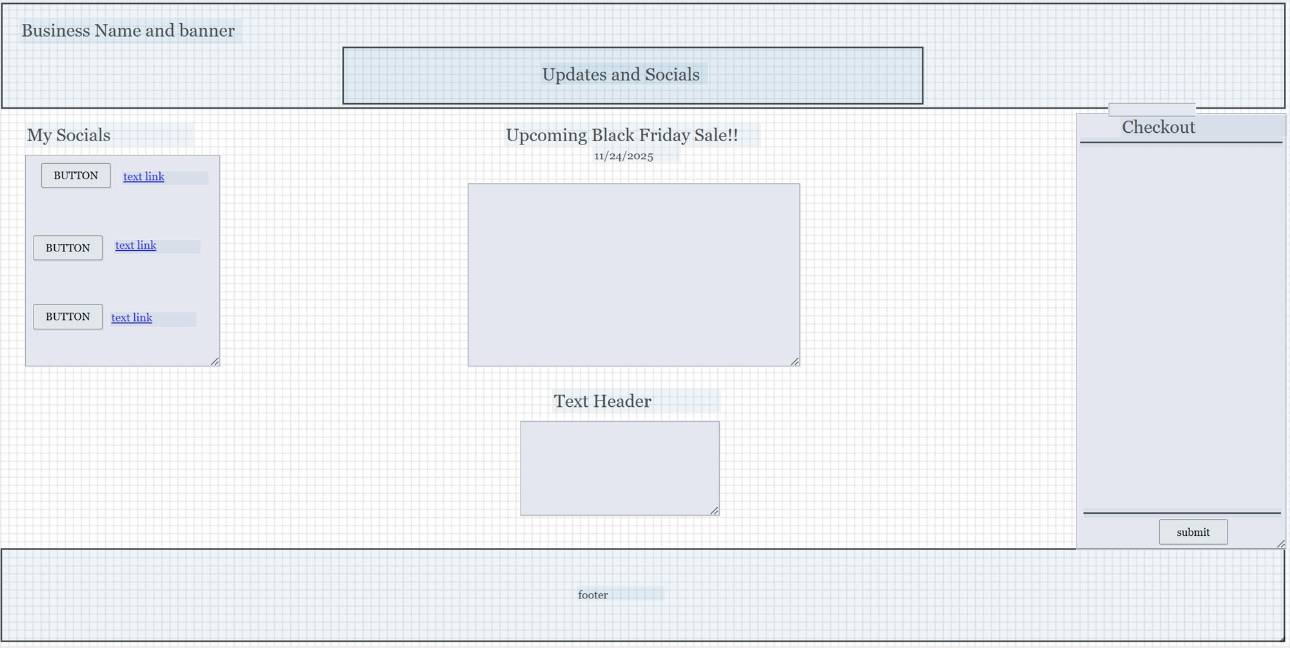 Business Name and banner
Updates and Socials
My Socials
BUTTON text link
BUTTON text link
BUTTON text link
Upcoming Black Friday Sale!!
11/24/2025
Text Header
Checkout
submit
footer